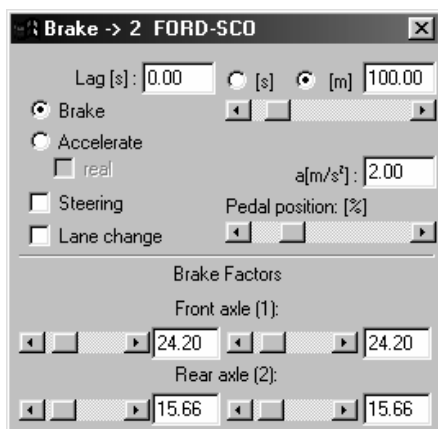 Brake -> 2 FORD-SCO
Lag [s] : 0.00 [s] [m] 100.00
Brake
Accelerate
real
a[m/s²] : 2.00
Steering Pedal position: [%]
Lane change
Brake Factors
Front axle (1):
24.20 24.20
Rear axle (2):
15.66 15.66